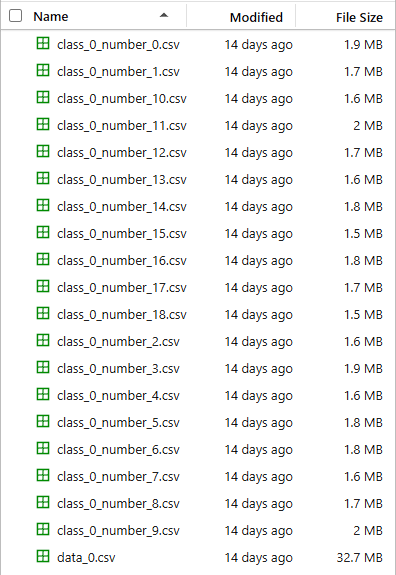 Name Modified File Size
class_0_number_0.csv 14 days ago 1.9 MB
class_0_number_1.csv 14 days ago 1.7 MB
class_0_number_10.csv 14 days ago 1.6 MB
class_0_number_11.csv 14 days ago 2 MB
class_0_number_12.csv 14 days ago 1.7 MB
class_0_number_13.csv 14 days ago 1.6 MB
class_0_number_14.csv 14 days ago 1.8 MB
class_0_number_15.csv 14 days ago 1.5 MB
class_0_number_16.csv 14 days ago 1.8 MB
class_0_number_17.csv 14 days ago 1.7 MB
class_0_number_18.csv 14 days ago 1.5 MB
class_0_number_2.csv 14 days ago 1.6 MB
class_0_number_3.csv 14 days ago 1.9 MB
class_0_number_4.csv 14 days ago 1.6 MB
class_0_number_5.csv 14 days ago 1.8 MB
class_0_number_6.csv 14 days ago 1.8 MB
class_0_number_7.csv 14 days ago 1.6 MB
class_0_number_8.csv 14 days ago 1.7 MB
class_0_number_9.csv 14 days ago 2 MB
data_0.csv 14 days ago 32.7 MB